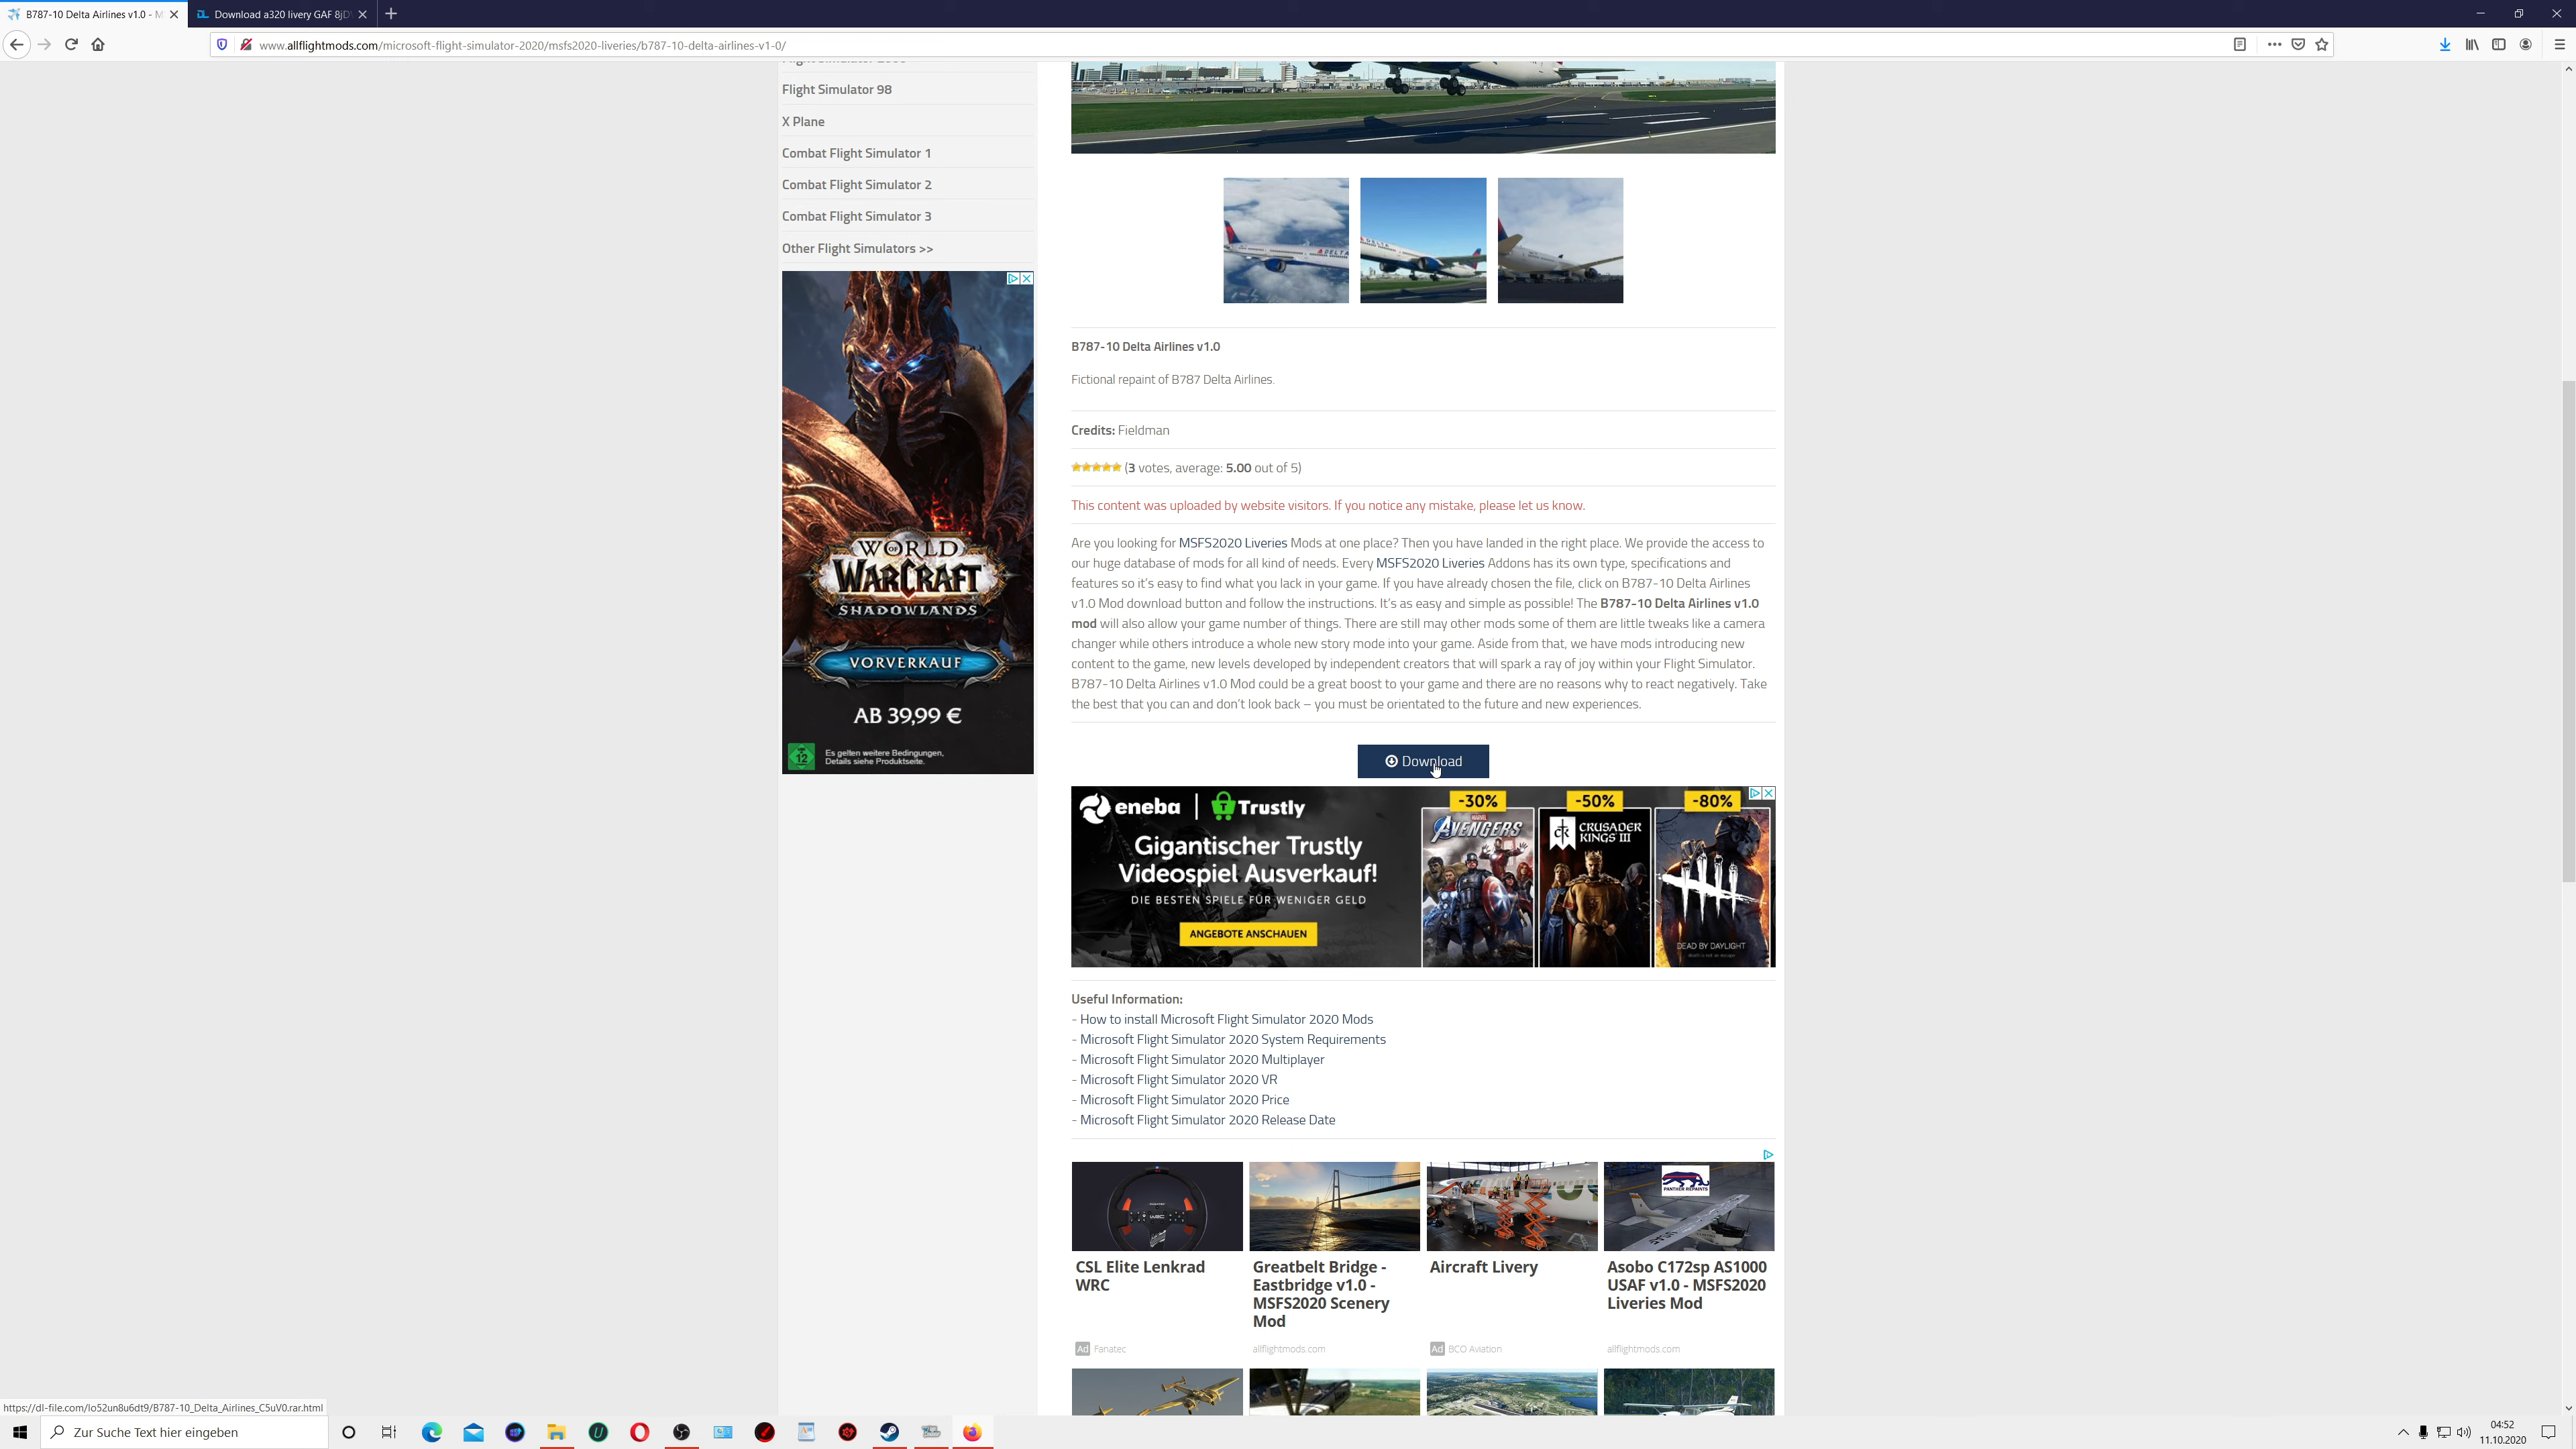 B787-10 Delta Airlines v1.0 - M
Download a320 livery GAF 8jD
www.allflightmods.com/microsoft-flight-simulator-2020/msfs2020-liveries/b787-10-delta-airlines-v1-0/
Flight Simulator 98
X Plane
Combat Flight Simulator 1
Combat Flight Simulator 2
Combat Flight Simulator 3
Other Flight Simulators >>
WORLD
OF
WARCRAFT
SHADOWLANDS
VORVERKAUF
AB 39,99 €
12
Es gelten weitere Bedingungen,
Details siehe Produktseite.
DELTA
B787-10 Delta Airlines v1.0
Fictional repaint of B787 Delta Airlines.
Credits: Fieldman
(3 votes, average: 5.00 out of 5)
This content was uploaded by website visitors. If you notice any mistake, please let us know.
Are you looking for MSFS2020 Liveries Mods at one place? Then you have landed in the right place. We provide the access to
our huge database of mods for all kind of needs. Every MSFS2020 Liveries Addons has its own type, specifications and
features so it's easy to find what you lack in your game. If you have already chosen the file, click on B787-10 Delta Airlines
v1.0 Mod download button and follow the instructions. It's as easy and simple as possible! The B787-10 Delta Airlines v1.0
mod will also allow your game number of things. There are still may other mods some of them are little tweaks like a camera
changer while others introduce a whole new story mode into your game. Aside from that, we have mods introducing new
content to the game, new levels developed by independent creators that will spark a ray of joy within your Flight Simulator.
B787-10 Delta Airlines v1.0 Mod could be a great boost to your game and there are no reasons why to react negatively. Take
the best that you can and don't look back – you must be orientated to the future and new experiences.
Download
eneba | Trustly
Gigantischer Trustly
Videospiel Ausverkauf!
DIE BESTEN SPIELE FÜR WENIGER GELD
ANGEBOTE ANSCHAUEN
-30%
-50%
-80%
MARVEL
AVENGERS
CRUSADER
KINGS III
DEAD BY DAYLIGHT
Useful Information:
- How to install Microsoft Flight Simulator 2020 Mods
- Microsoft Flight Simulator 2020 System Requirements
- Microsoft Flight Simulator 2020 Multiplayer
- Microsoft Flight Simulator 2020 VR
- Microsoft Flight Simulator 2020 Price
- Microsoft Flight Simulator 2020 Release Date
PANTHER REPAINTS
CSL Elite Lenkrad
WRC
Ad Fanatec
Greatbelt Bridge -
Eastbridge v1.0 -
MSFS2020 Scenery
Mod
allflightmods.com
Aircraft Livery
Ad BCO Aviation
Asobo C172sp AS1000
USAF v1.0 - MSFS2020
Liveries Mod
allflightmods.com
https://dl-file.com/lo52un8u6dt9/B787-10_Delta_Airlines_C5uV0.rar.html
Zur Suche Text hier eingeben
04:52
11.10.2020